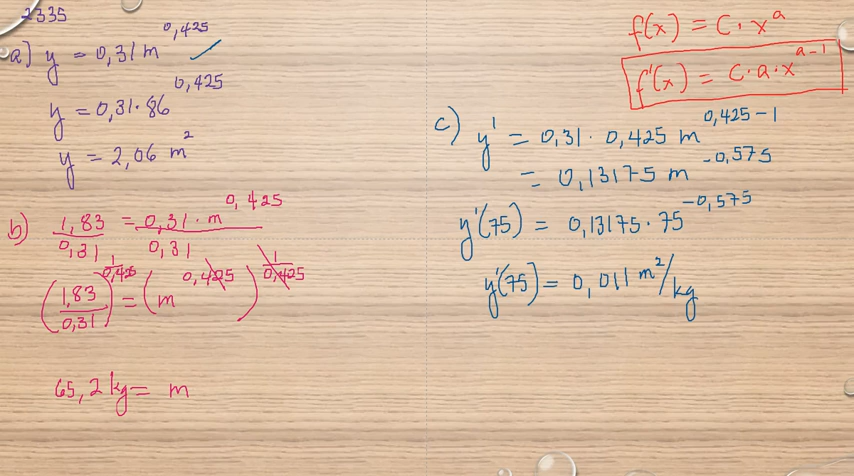 2335
a) y = 0,31 m^0,425
y = 0,31 · 86^0,425
y = 2,06 m²
b) 1,83/0,31 = 0,31 · m^0,425/0,31
(1,83/0,31)^1/0,425 = (m^0,425)^1/0,425
65,2 kg = m
f(x) = C · x^a
f'(x) = C · a · x^a-1
c) y' = 0,31 · 0,425 m^0,425-1
= 0,13175 m^-0,575
y'(75) = 0,13175 · 75^-0,575
y'(75) = 0,011 m²/kg